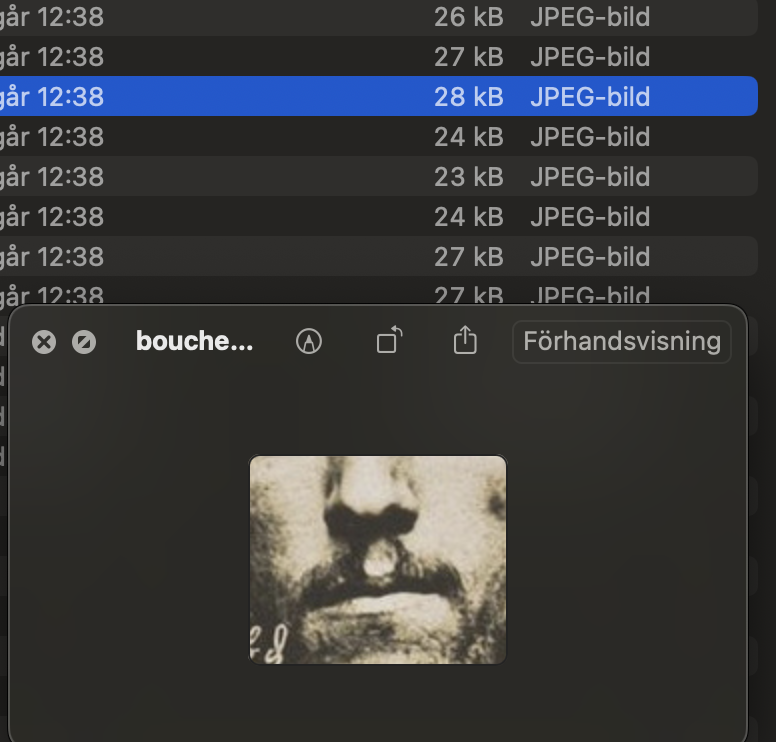 går 12:38 26 kB JPEG-bild
går 12:38 27 kB JPEG-bild
går 12:38 28 kB JPEG-bild
går 12:38 24 kB JPEG-bild
går 12:38 23 kB JPEG-bild
går 12:38 24 kB JPEG-bild
går 12:38 27 kB JPEG-bild
går 12:38 27 kB JPEG-bild
bouche... Förhandsvisning